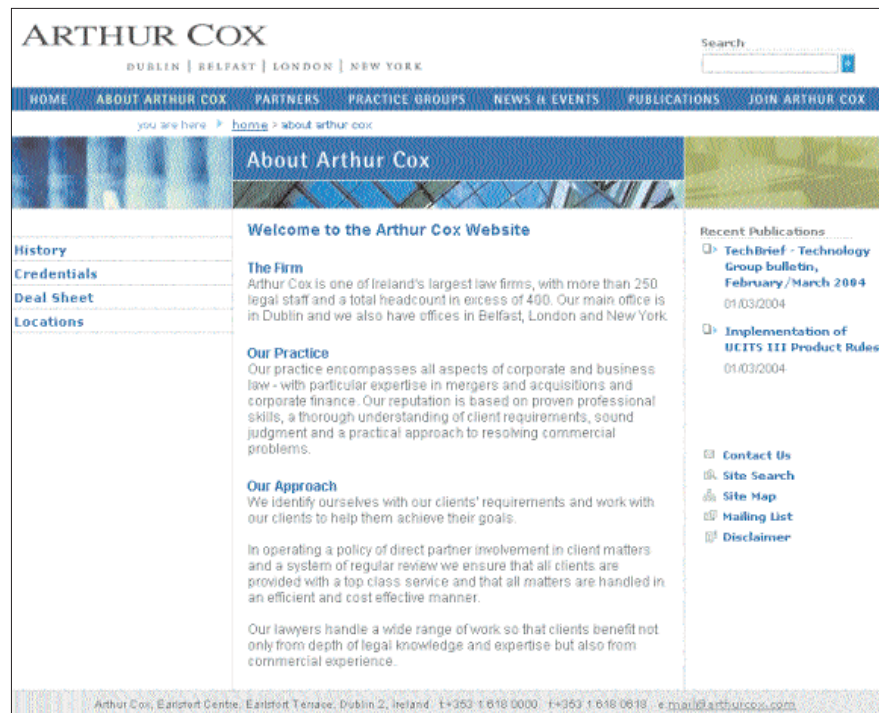 ARTHUR COX
DUBLIN | BELFAST | LONDON | NEW YORK
Search
HOME ABOUT ARTHUR COX PARTNERS PRACTICE GROUPS NEWS & EVENTS PUBLICATIONS JOIN ARTHUR COX
you are here home > about arthur cox
About Arthur Cox
History
Credentials
Deal Sheet
Locations
Welcome to the Arthur Cox Website
The Firm
Arthur Cox is one of Ireland's largest law firms, with more than 250
legal staff and a total headcount in excess of 400. Our main office is
in Dublin and we also have offices in Belfast, London and New York
Our Practice
Our practice encompasses all aspects of corporate and business
law - with particular expertise in mergers and acquisitions and
corporate finance. Our reputation is based on proven professional
skills, a thorough understanding of client requirements, sound
judgment and a practical approach to resolving commercial
problems.
Our Approach
We identify ourselves with our clients' requirements and work with
our clients to help them achieve their goals.
In operating a policy of direct partner involvement in client matters
and a system of regular review we ensure that all clients are
provided with a top class service and that all matters are handled in
an efficient and cost effective manner.
Our lawyers handle a wide range of work so that clients benefit not
only from depth of legal knowledge and expertise but also from
commercial experience.
Recent Publications
TechBrief - Technology
Group bulletin,
February/March 2004
01/03/2004
Implementation of
UCITS III Product Rules
01/03/2004
Contact Us
Site Search
Site Map
Mailing List
Disclaimer
Arthur Cox, Earlsfort Centre, Earlsfort Terrace, Dublin 2, Ireland t:+353 1 618 0000 f:+353 1 618 0618 e:mail@arthurcox.com